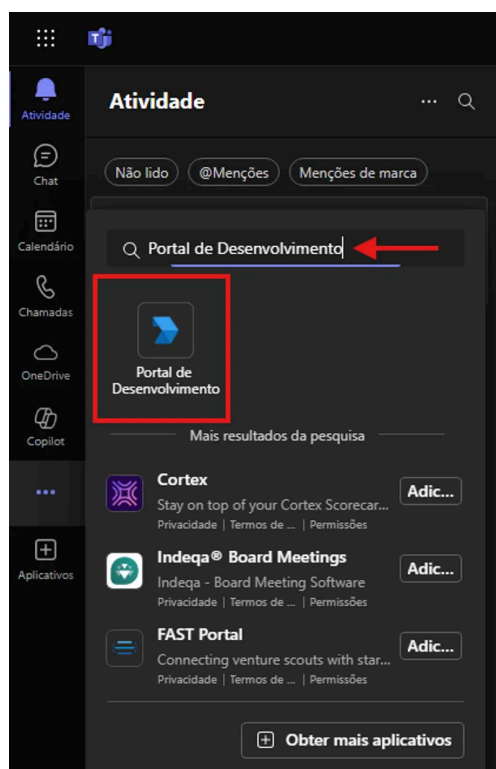 Atividade
Atividade
Chat
Calendário
Chamadas
OneDrive
Copilot
Aplicativos
Não lido
@Menções
Menções de marca
Portal de Desenvolvimento
Portal de
Desenvolvimento
Mais resultados da pesquisa
Cortex
Adic...
Stay on top of your Cortex Scorecar...
Privacidade | Termos de ... | Permissões
Indeqa® Board Meetings
Adic...
Indeqa - Board Meeting Software
Privacidade | Termos de ... | Permissões
FAST Portal
Adic...
Connecting venture scouts with star...
Privacidade | Termos de ... | Permissões
Obter mais aplicativos